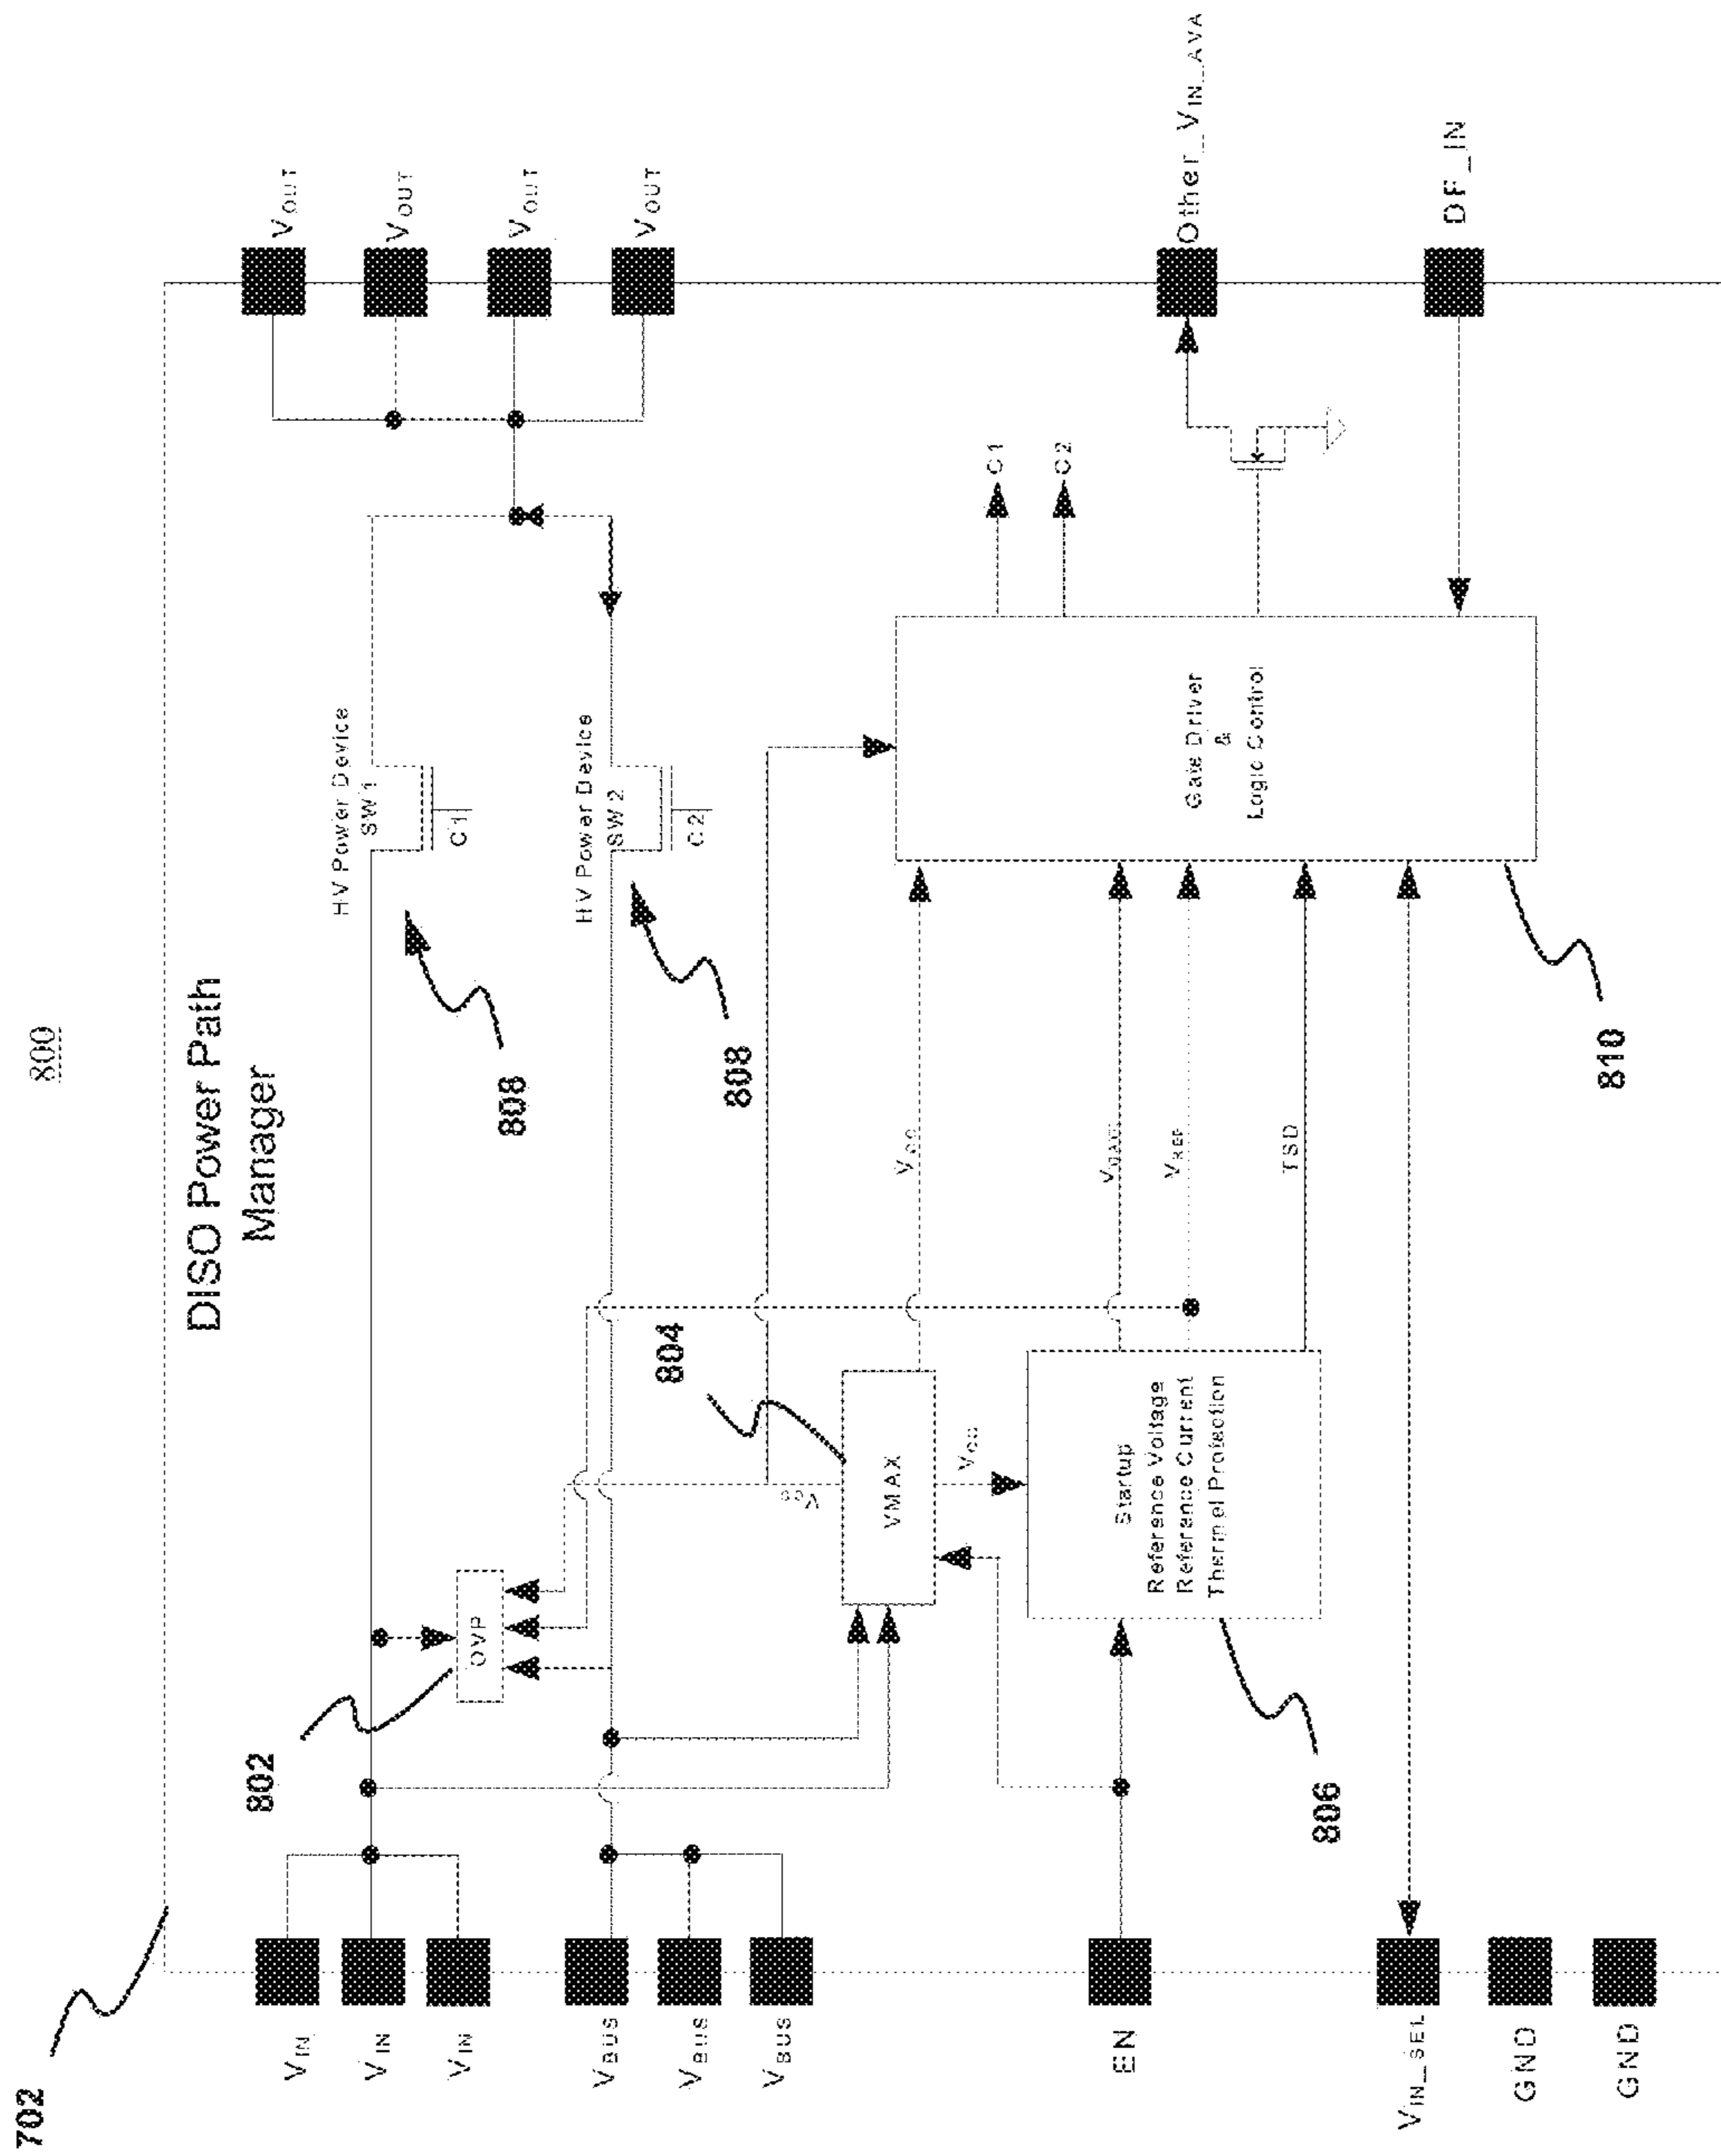 800
702
DISO Power Path
Manager
VIN
VIN
VIN
VBUS
VBUS
VBUS
EN
VIN_SEL
GND
GND
802
OVP
804
VMAX
VCC
VCC
806
Startup
Reference Voltage
Reference Current
Thermal Protection
VREF
TSD
HV Power Device
SW1
C1
808
HV Power Device
SW2
C2
808
Gate Driver
&
Logic Control
810
C1
C2
VOUT
VOUT
VOUT
VOUT
Other_VIN_AVA
DF_IN